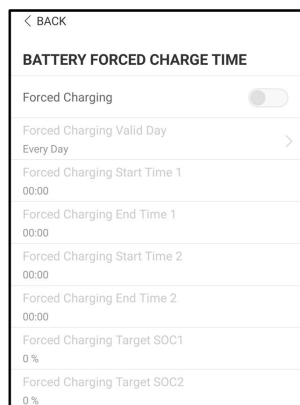 < BACK
BATTERY FORCED CHARGE TIME
Forced Charging
Forced Charging Valid Day
Every Day
Forced Charging Start Time 1
00:00
Forced Charging End Time 1
00:00
Forced Charging Start Time 2
00:00
Forced Charging End Time 2
00:00
Forced Charging Target SOC1
0 %
Forced Charging Target SOC2
0 %